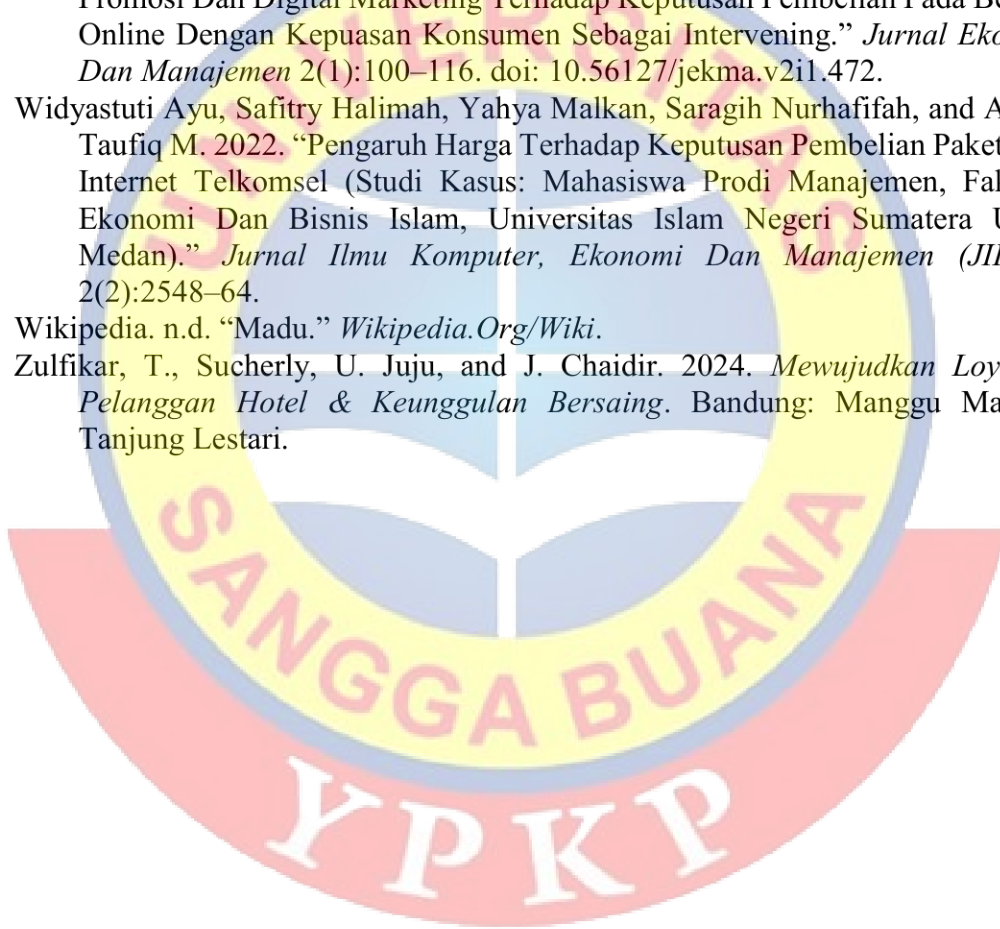 Promosi Dan Digital Marketing Terhadap Keputusan Pembelian Pada
Online Dengan Kepuasan Konsumen Sebagai Intervening.” Jurnal
Dan Manajemen 2(1):100–116. doi: 10.56127/jekma.v2i1.472.
Widyastuti Ayu, Safitry Halimah, Yahya Malkan, Saragih Nurhafifah, and
Taufiq M. 2022. “Pengaruh Harga Terhadap Keputusan Pembelian Paket
Internet Telkomsel (Studi Kasus: Mahasiswa Prodi Manajemen,
Ekonomi Dan Bisnis Islam, Universitas Islam Negeri Sumatera
Medan).” Jurnal Ilmu Komputer, Ekonomi Dan Manajemen
2(2):2548–64.
Wikipedia. n.d. “Madu.” Wikipedia.Org/Wiki.
Zulfikar, T., Sucherly, U. Juju, and J. Chaidir. 2024. Mewujudkan
Pelanggan Hotel & Keunggulan Bersaing. Bandung: Manggu
Tanjung Lestari.
UNIVERSITAS
SANGGA BUANA
YPKP